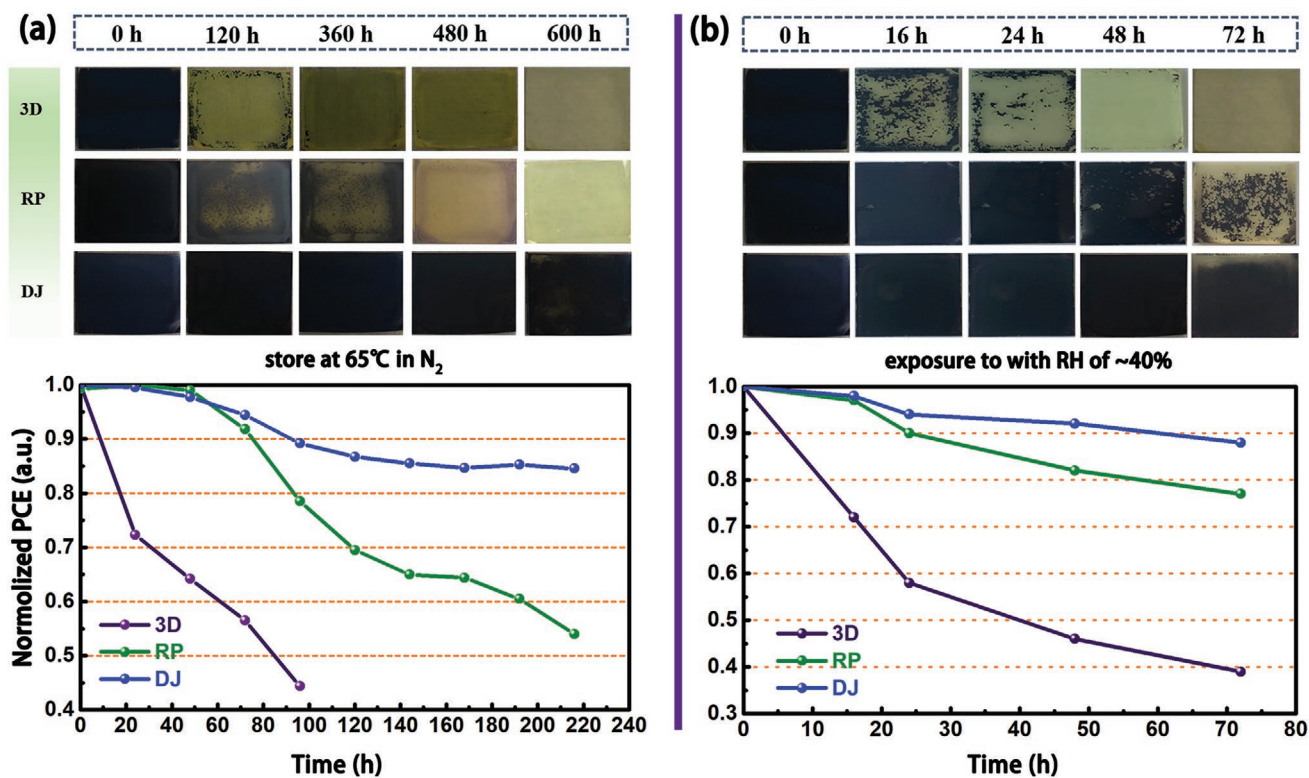 (a)
0 h 120 h 360 h 480 h 600 h
3D
RP
DJ
store at 65℃ in N₂
Normolized PCE (a.u.)
1.0
0.9
0.8
0.7
0.6
0.5
0.4
3D
RP
DJ
0 20 40 60 80 100 120 140 160 180 200 220 240
Time (h)
(b)
0 h 16 h 24 h 48 h 72 h
exposure to with RH of ~40%
1.0
0.9
0.8
0.7
0.6
0.5
0.4
0.3
3D
RP
DJ
0 10 20 30 40 50 60 70 80
Time (h)